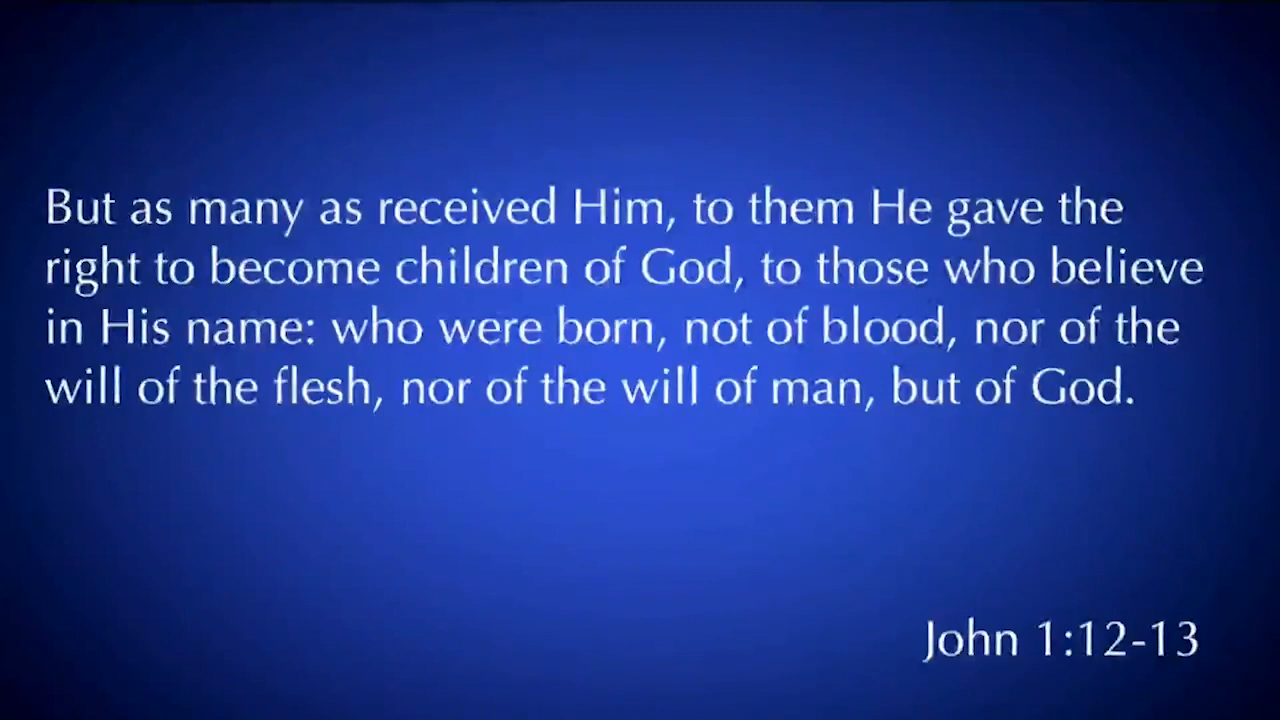 But as many as received Him, to them He gave the
right to become children of God, to those who believe
in His name: who were born, not of blood, nor of the
will of the flesh, nor of the will of man, but of God.
John 1:12-13